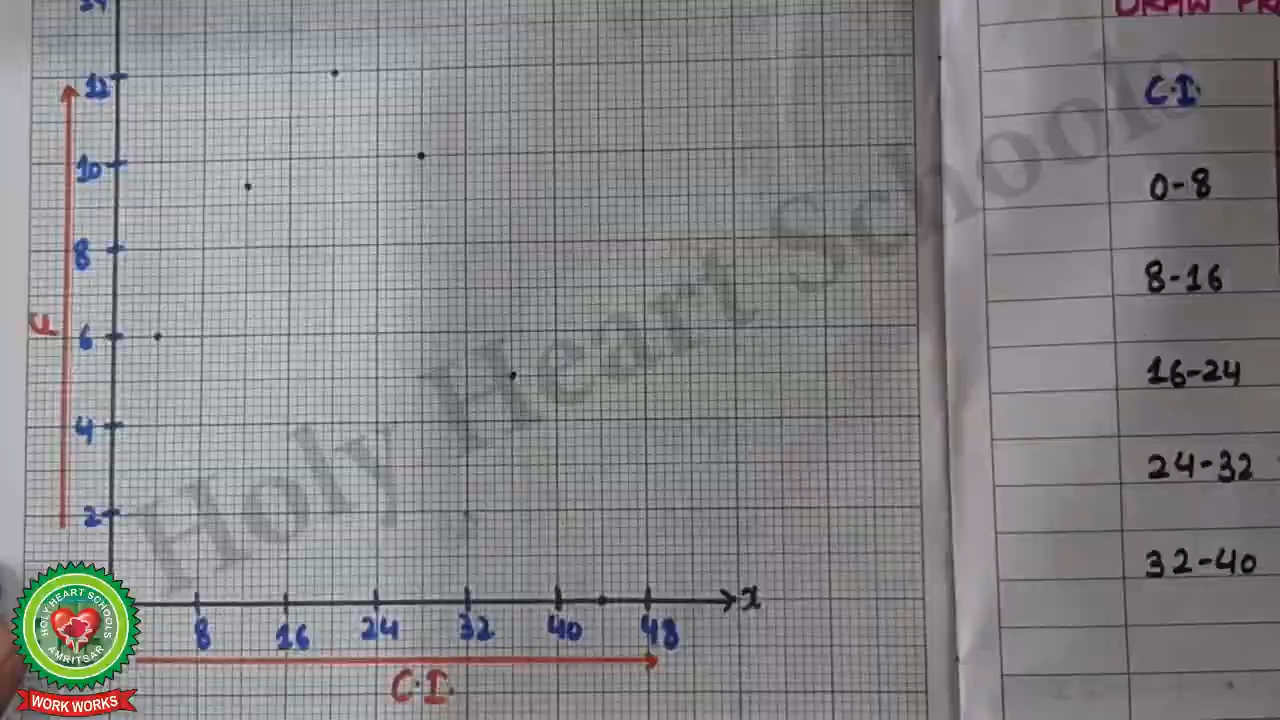 12
10
8
6
4
2
F
8 16 24 32 40 48 x
C.I.
C.I.
0-8
8-16
16-24
24-32
32-40
Holy Heart Schools
HOLY HEART SCHOOLS
AMRITSAR
WORK WORKS